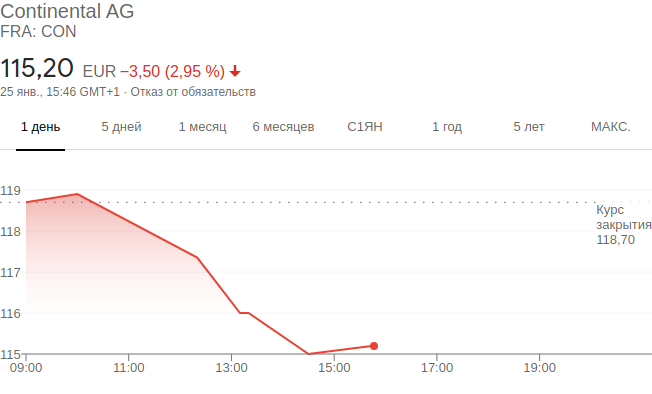 Continental AG
FRA: CON
115,20 EUR −3,50 (2,95 %)
25 янв., 15:46 GMT+1 · Отказ от обязательств
1 день 5 дней 1 месяц 6 месяцев С1ЯН 1 год 5 лет МАКС.
119
Курс
закрытия
118,70
118
117
116
115
09:00 11:00 13:00 15:00 17:00 19:00